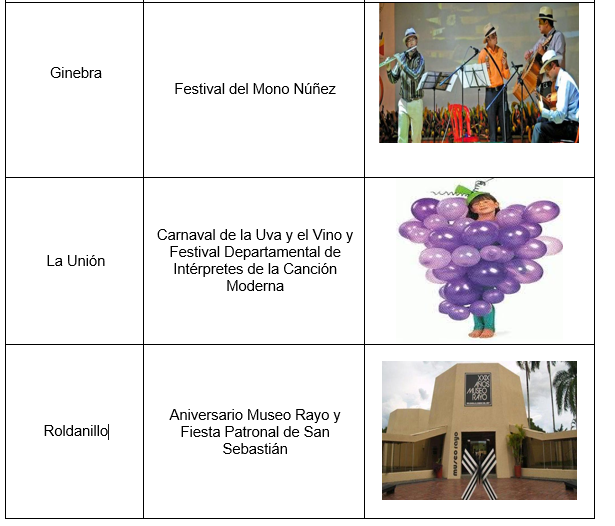 Ginebra
Festival del Mono Núñez
La Unión
Carnaval de la Uva y el Vino y
Festival Departamental de
Intérpretes de la Canción
Moderna
Roldanillo
Aniversario Museo Rayo y
Fiesta Patronal de San
Sebastián
XXIX
AÑOS
MUSEO
RAYO
museo rayo